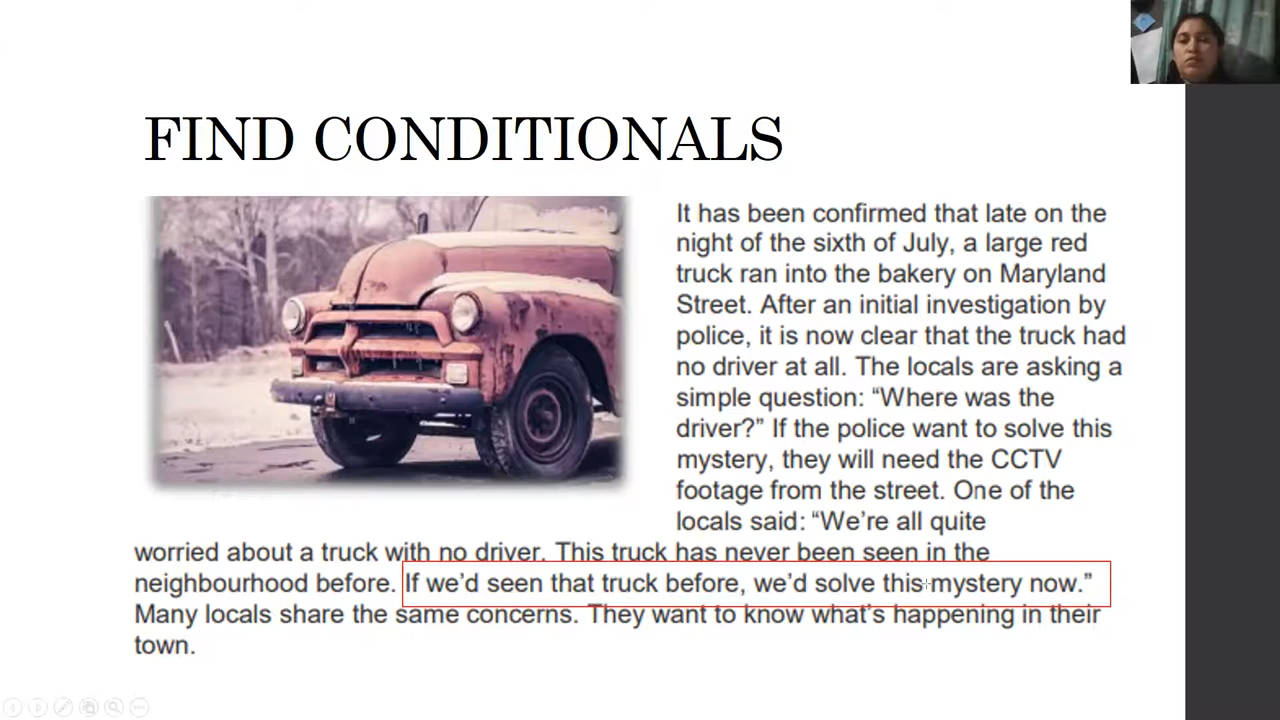 FIND CONDITIONALS
It has been confirmed that late on the
night of the sixth of July, a large red
truck ran into the bakery on Maryland
Street. After an initial investigation by
police, it is now clear that the truck had
no driver at all. The locals are asking a
simple question: “Where was the
driver?” If the police want to solve this
mystery, they will need the CCTV
footage from the street. One of the
locals said: “We’re all quite
worried about a truck with no driver. This truck has never been seen in the
neighbourhood before. If we’d seen that truck before, we’d solve this mystery now.”
Many locals share the same concerns. They want to know what’s happening in their
town.